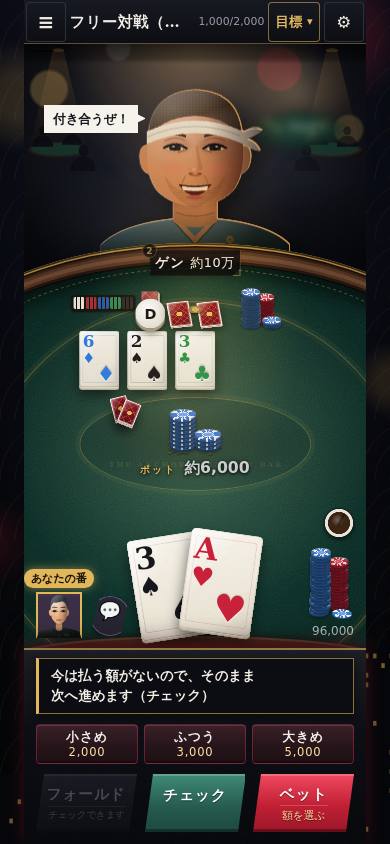 フリー対戦（…
1,000/2,000
目標 ▾
付き合うぜ！
2
ゲン 約10万
D
6
2
3
ポット 約6,000
3
A
あなたの番
96,000
今は払う額がないので、そのまま
次へ進めます（チェック）
小さめ
2,000
ふつう
3,000
大きめ
5,000
フォールド
チェックできます
チェック
ベット
額を選ぶ